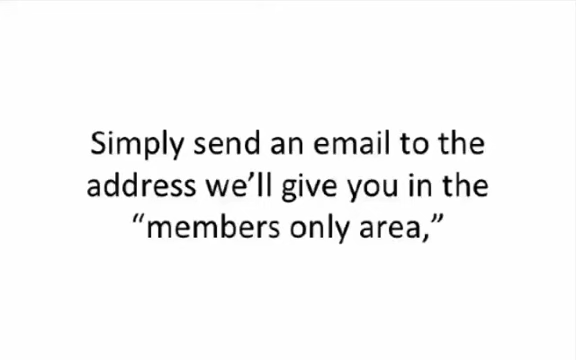 Simply send an email to the
address we’ll give you in the
“members only area,”